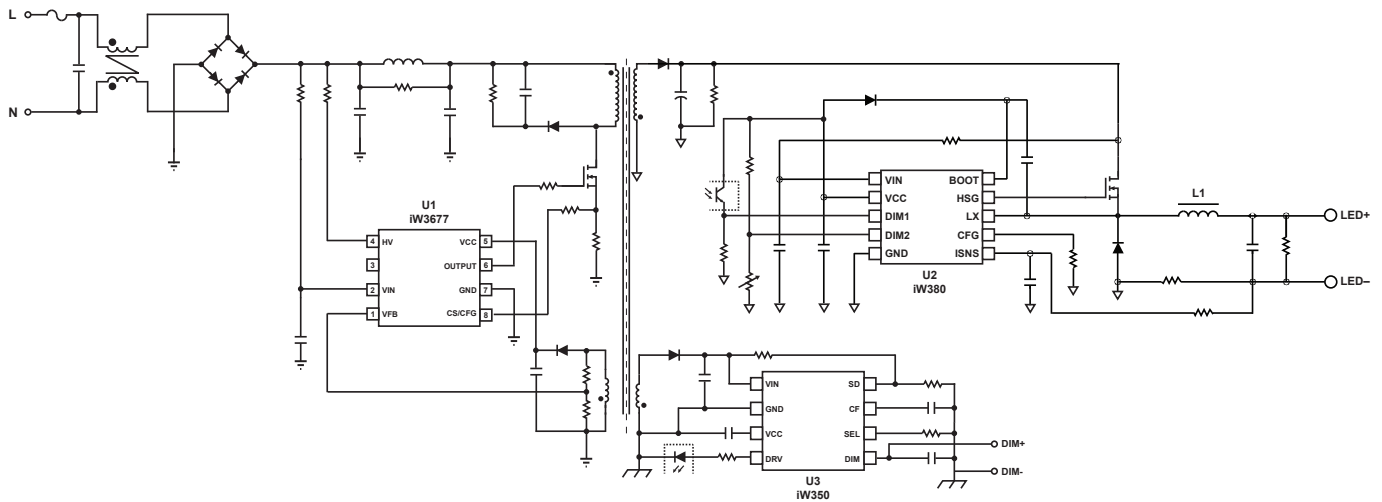 L
N
U1
iW3677
4 HV
3
2 VIN
1 VFB
VCC 5
OUTPUT 6
GND 7
CS/CFG 8
VIN
VCC
DIM1
DIM2
GND
BOOT
HSG
LX
CFG
ISNS
U2
iW380
L1
LED+
LED–
VIN
GND
VCC
DRV
SD
CF
SEL
DIM
U3
iW350
DIM+
DIM-